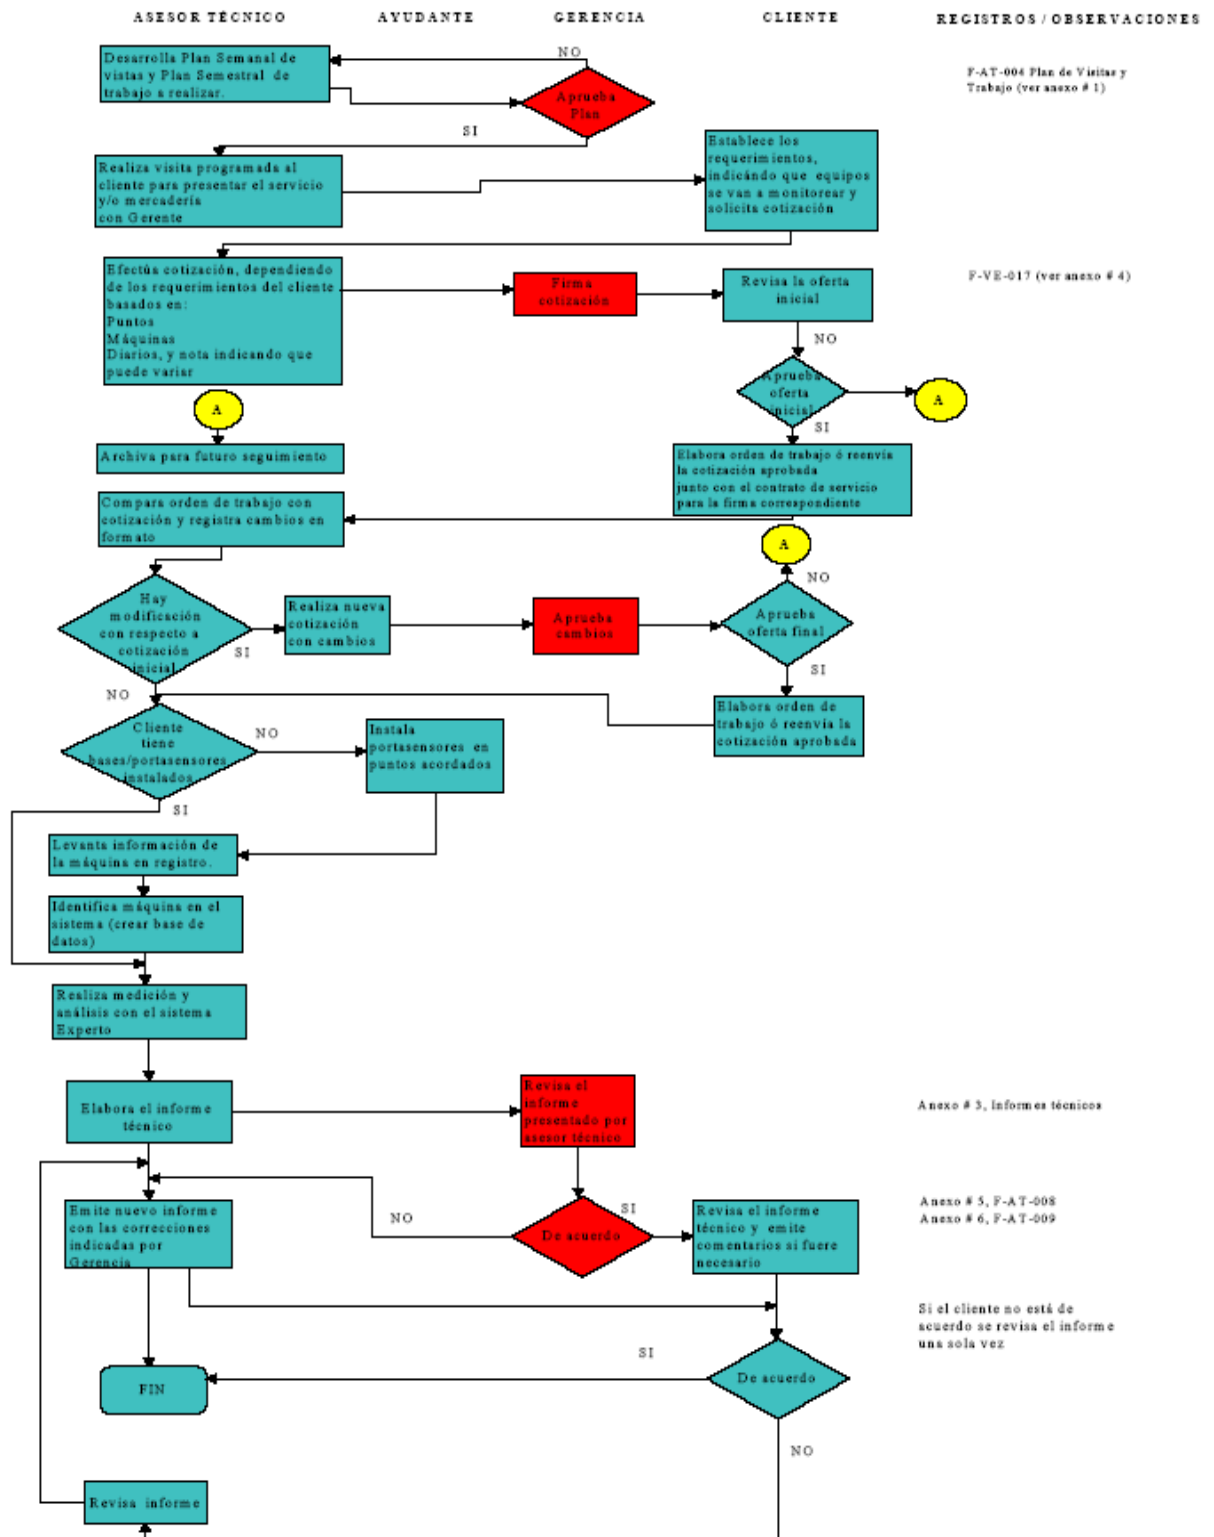 ASESOR TÉCNICO
AYUDANTE
GERENCIA
CLIENTE
REGISTROS / OBSERVACIONES
Desarrolla Plan Semanal de
vistas y Plan Semestral de
trabajo a realizar.
NO
Aprueba
Plan
F-AT-004 Plan de Visitas y
Trabajo (ver anexo # 1)
SI
Realiza visita programada al
cliente para presentar el servicio
y/o mercadería
con Gerente
Establece los
requerimientos,
indicándo que equipos
se van a monitorear y
solicita cotización
Efectúa cotización, dependiendo
de los requerimientos del cliente
basados en:
Puntos
Máquinas
Diarios, y nota indicando que
puede variar
Firma
cotización
Revisa la oferta
inicial
F-VE-017 (ver anexo # 4)
NO
Aprueba
oferta
inicial
A
SI
A
Archiva para futuro seguimiento
Elabora orden de trabajo ó reenvía
la cotización aprobada
junto con el contrato de servicio
para la firma correspondiente
Compara orden de trabajo con
cotización y registra cambios en
formato
A
NO
Hay
modificación
con respecto a
cotización
inicial
SI
Realiza nueva
cotización
con cambios
Aprueba
cambios
Aprueba
oferta final
SI
NO
Elabora orden de
trabajo ó reenvía la
cotización aprobada
Cliente
tiene
bases/portasensores
instalados
NO
Instala
portasensores en
puntos acordados
SI
Levanta información de
la máquina en registro.
Identifica máquina en el
sistema (crear base de
datos)
Realiza medición y
análisis con el sistema
Experto
Elabora el informe
técnico
Revisa el
informe
presentado por
asesor técnico
Anexo # 3, Informes técnicos
Emite nuevo informe
con las correcciones
indicadas por
Gerencia
NO
De acuerdo
SI
Revisa el informe
técnico y emite
comentarios si fuere
necesario
Anexo # 5, F-AT-008
Anexo # 6, F-AT-009
Si el cliente no está de
acuerdo se revisa el informe
una sola vez
SI
De acuerdo
FIN
NO
Revisa informe